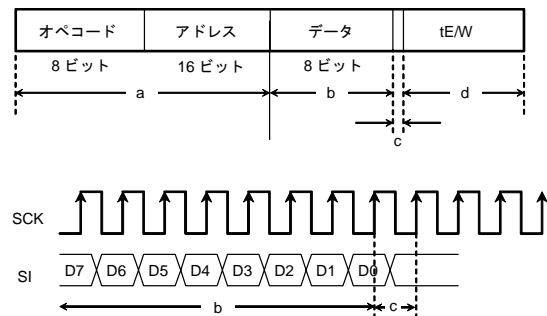 オペコード アドレス データ tE/W
8 ビット 16 ビット 8 ビット
a b d
c
SCK
SI D7 D6 D5 D4 D3 D2 D1 D0
b c